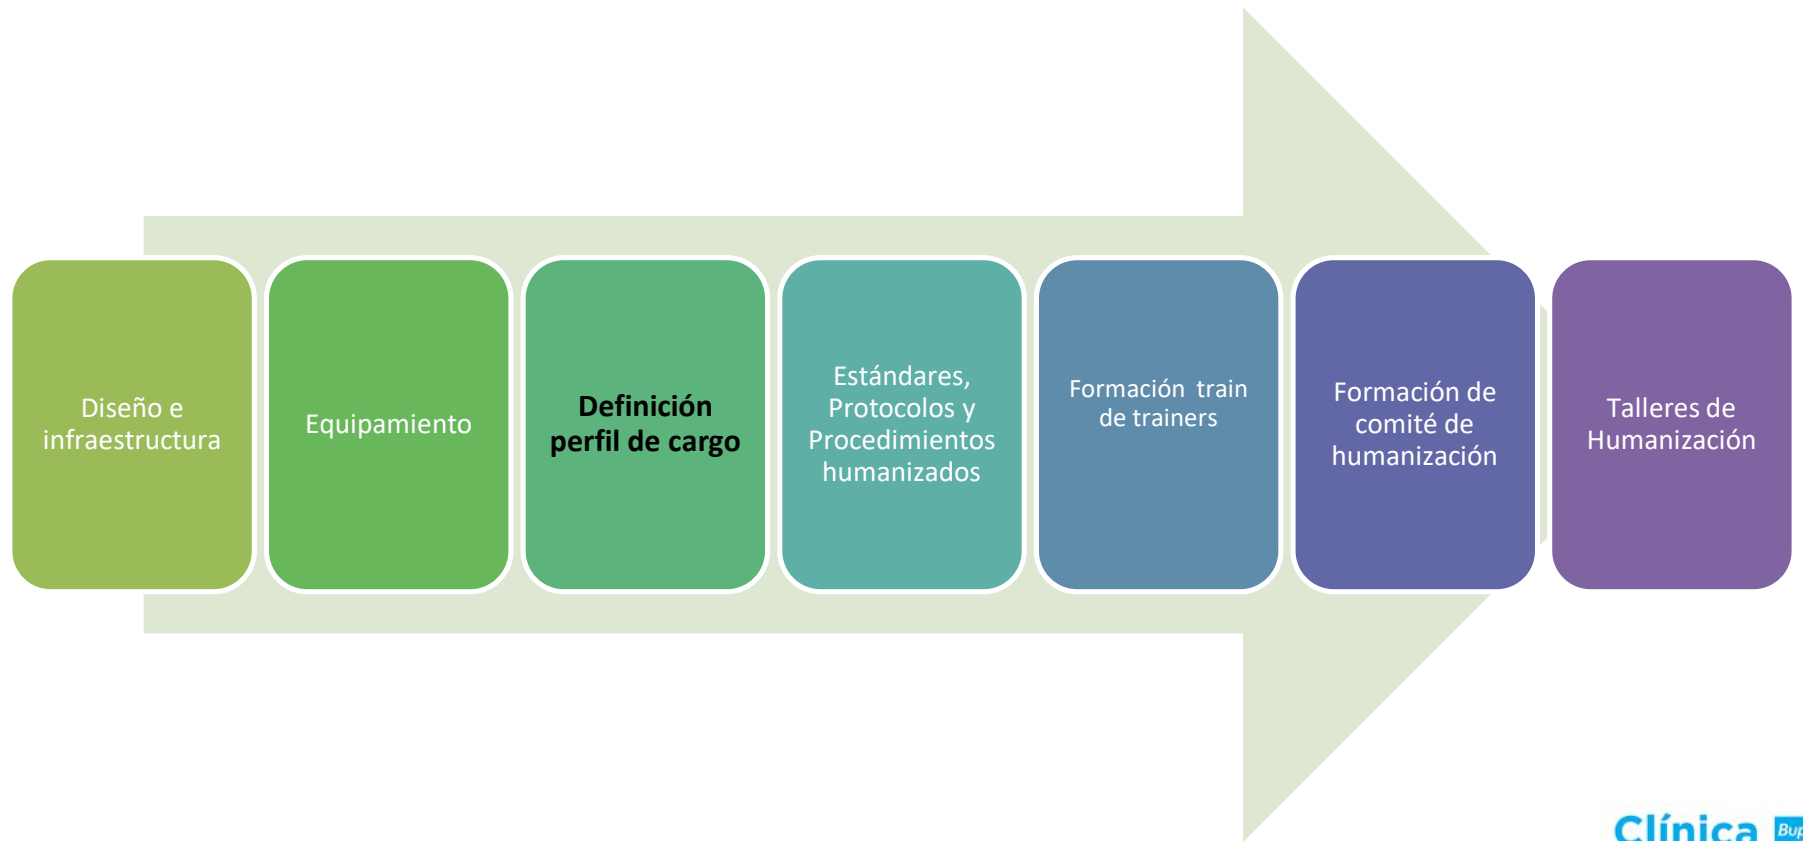 Diseño e
infraestructura
Equipamiento
Definición
perfil de cargo
Estándares,
Protocolos y
Procedimientos
humanizados
Formación train
de trainers
Formación de
comité de
humanización
Talleres de
Humanización
Clínica